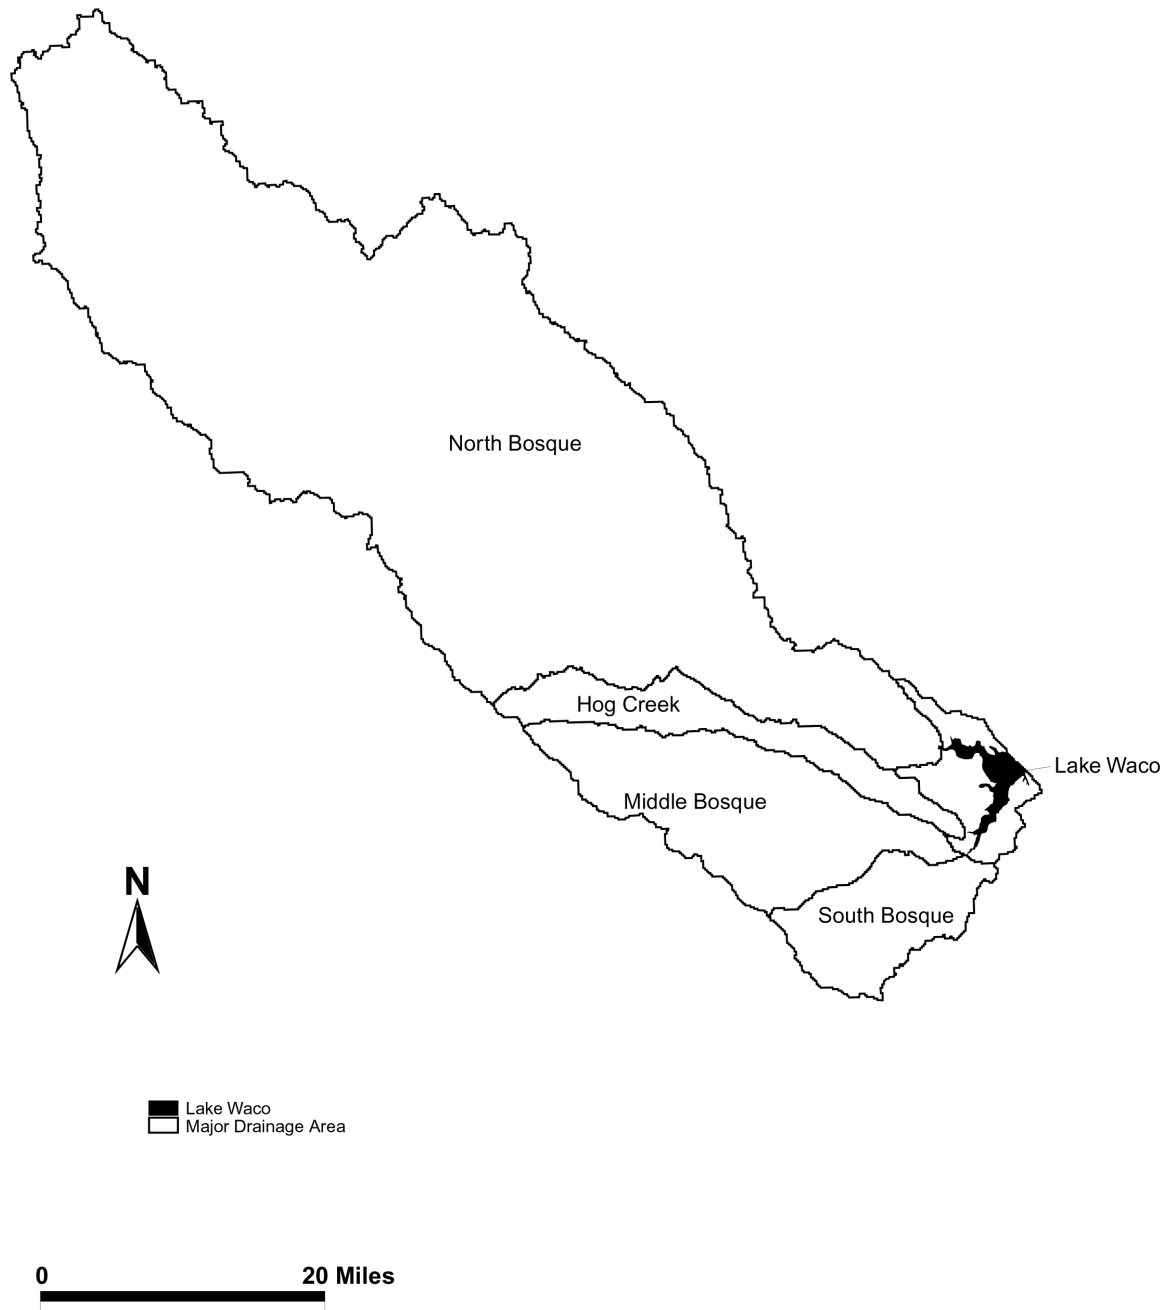 North Bosque
Hog Creek
Lake Waco
Middle Bosque
N
South Bosque
Lake Waco
Major Drainage Area
0 20 Miles